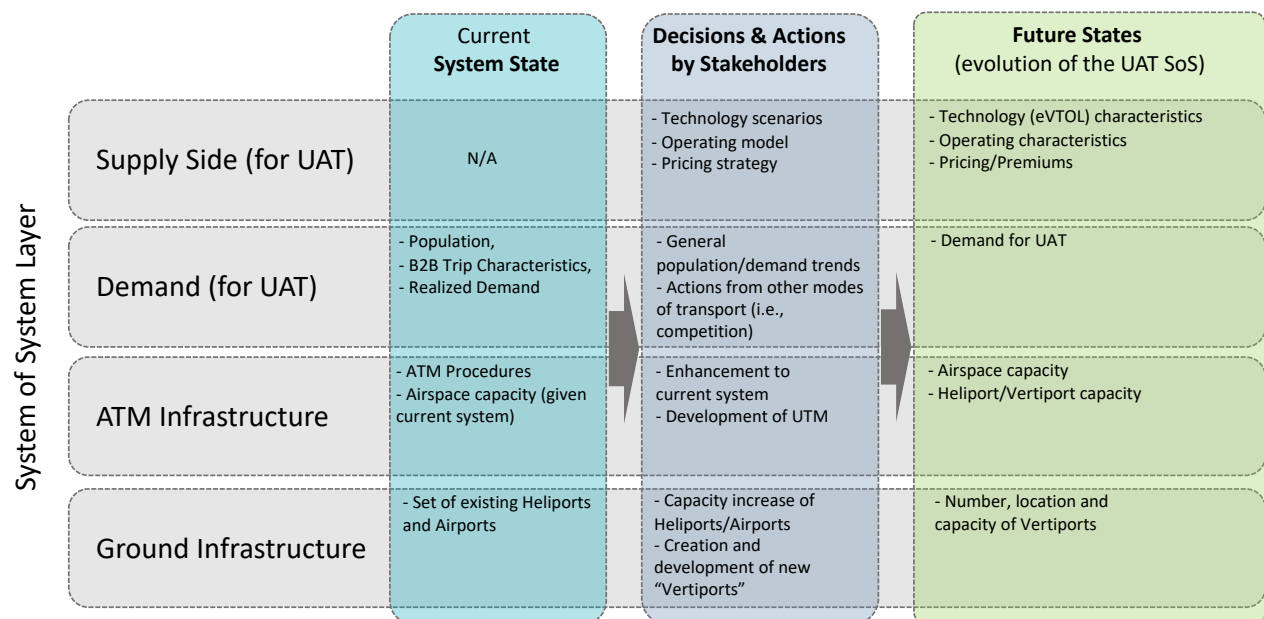 Current
System State
Decisions & Actions
by Stakeholders
Future States
(evolution of the UAT SoS)
System of System Layer
Supply Side (for UAT)
N/A
- Technology scenarios
- Operating model
- Pricing strategy
- Technology (eVTOL) characteristics
- Operating characteristics
- Pricing/Premiums
Demand (for UAT)
- Population,
- B2B Trip Characteristics,
- Realized Demand
- General
population/demand trends
- Actions from other modes
of transport (i.e.,
competition)
- Demand for UAT
ATM Infrastructure
- ATM Procedures
- Airspace capacity (given
current system)
- Enhancement to
current system
- Development of UTM
- Airspace capacity
- Heliport/Vertiport capacity
Ground Infrastructure
- Set of existing Heliports
and Airports
- Capacity increase of
Heliports/Airports
- Creation and
development of new
“Vertiports”
- Number, location and
capacity of Vertiports